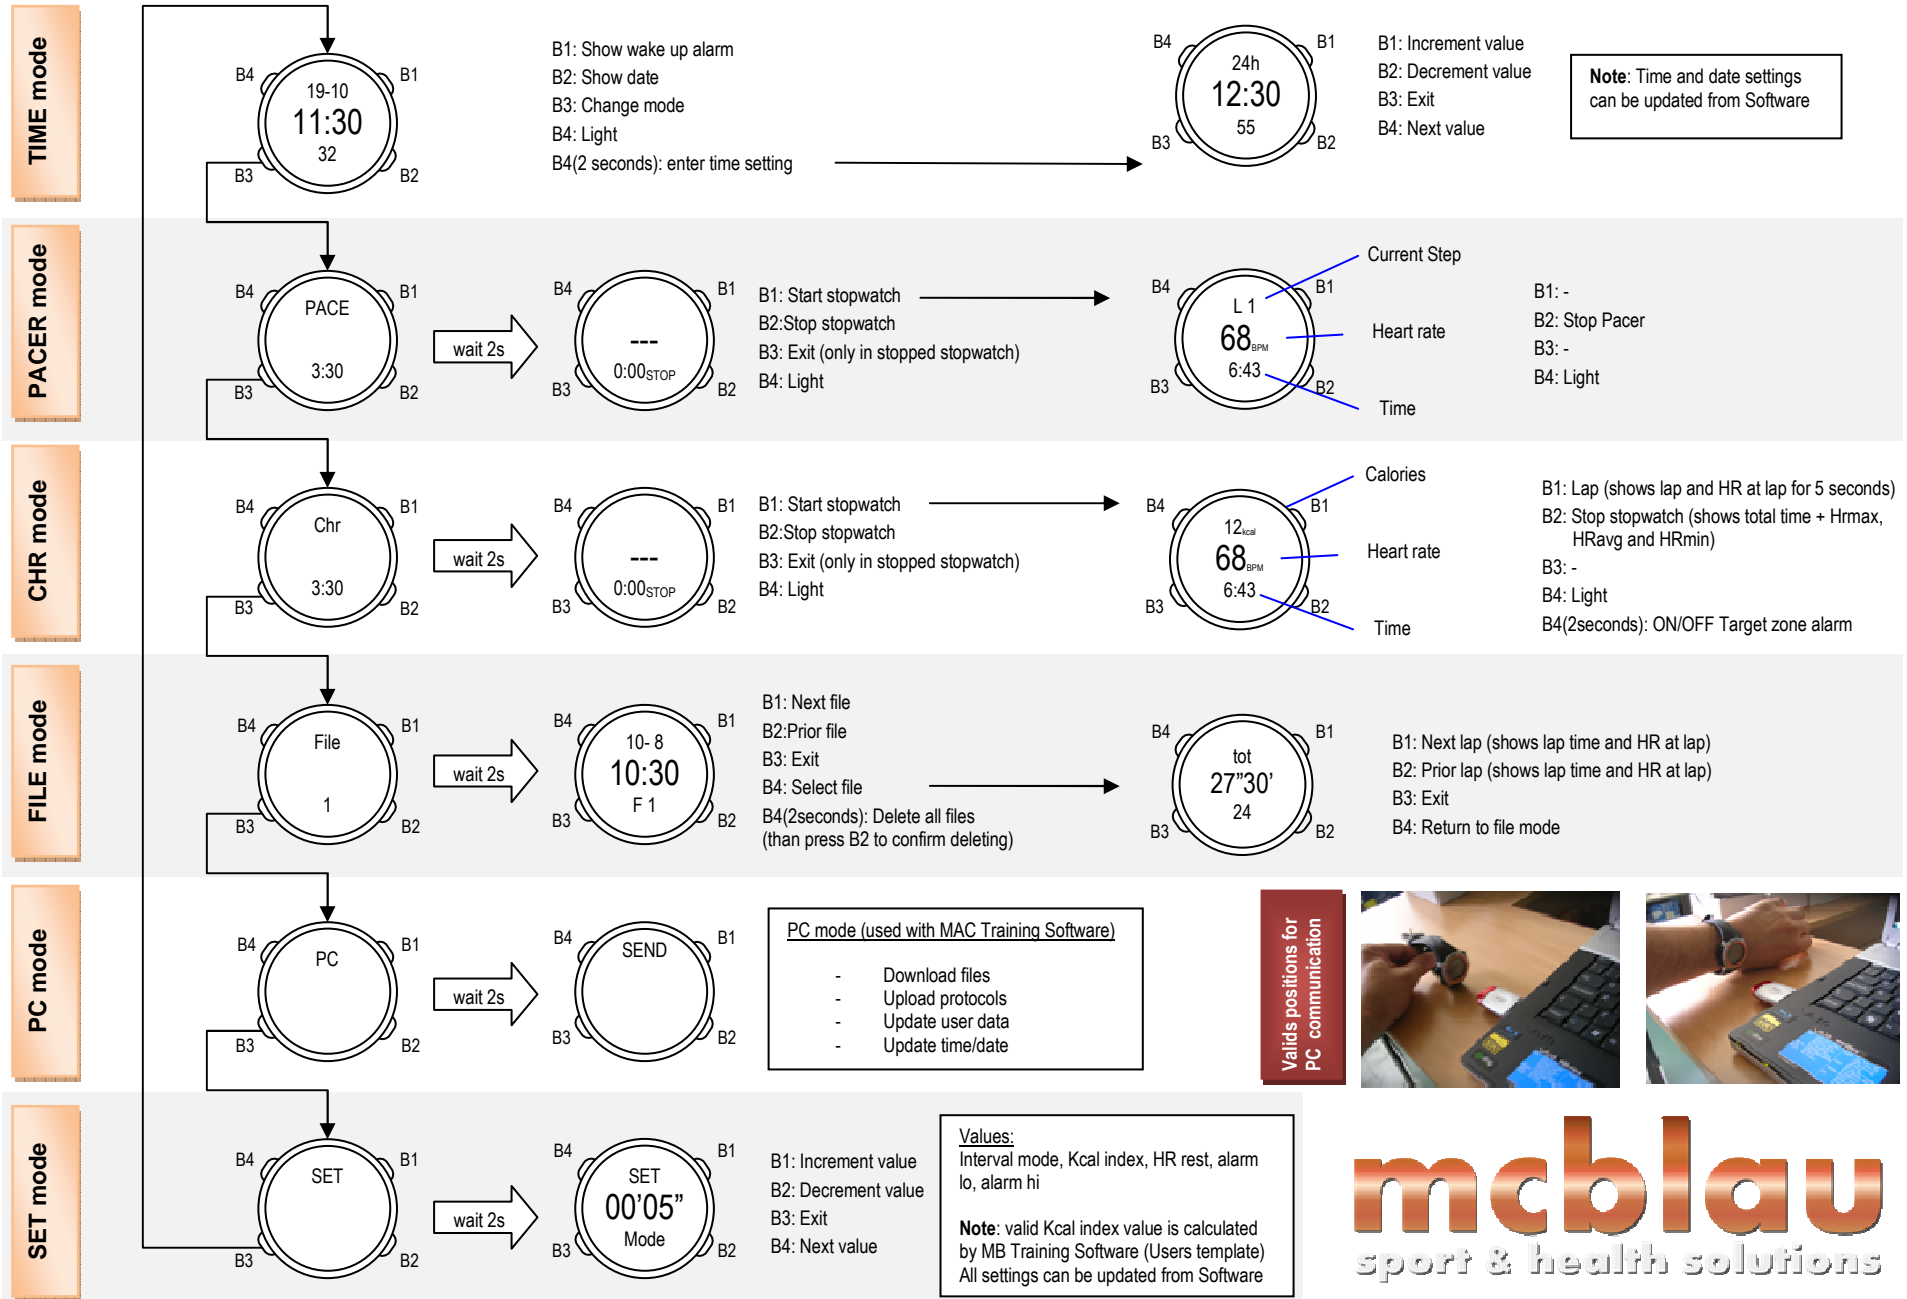 TIME mode
B4
B1
19-10
11:30
32
B3
B2
B1: Show wake up alarm
B2: Show date
B3: Change mode
B4: Light
B4(2 seconds): enter time setting
B4
B1
24h
12:30
55
B3
B2
B1: Increment value
B2: Decrement value
B3: Exit
B4: Next value
Note: Time and date settings
can be updated from Software
PACER mode
B4
B1
PACE
3:30
B3
B2
wait 2s
B4
B1
---
0:00STOP
B3
B2
B1: Start stopwatch
B2:Stop stopwatch
B3: Exit (only in stopped stopwatch)
B4: Light
B4
B1
L 1
68BPM
6:43
B3
B2
Current Step
Heart rate
Time
B1: -
B2: Stop Pacer
B3: -
B4: Light
CHR mode
B4
B1
Chr
3:30
B3
B2
wait 2s
B4
B1
---
0:00STOP
B3
B2
B1: Start stopwatch
B2:Stop stopwatch
B3: Exit (only in stopped stopwatch)
B4: Light
B4
B1
12kcal
68BPM
6:43
B3
B2
Calories
Heart rate
Time
B1: Lap (shows lap and HR at lap for 5 seconds)
B2: Stop stopwatch (shows total time + Hrmax,
HRavg and HRmin)
B3: -
B4: Light
B4(2seconds): ON/OFF Target zone alarm
FILE mode
B4
B1
File
1
B3
B2
wait 2s
B4
B1
10- 8
10:30
F 1
B3
B2
B1: Next file
B2:Prior file
B3: Exit
B4: Select file
B4(2seconds): Delete all files
(than press B2 to confirm deleting)
B4
B1
tot
27"30'
24
B3
B2
B1: Next lap (shows lap time and HR at lap)
B2: Prior lap (shows lap time and HR at lap)
B3: Exit
B4: Return to file mode
PC mode
B4
B1
PC
B3
B2
wait 2s
B4
B1
SEND
B3
B2
PC mode (used with MAC Training Software)
- Download files
- Upload protocols
- Update user data
- Update time/date
Valids positions for
PC communication
SET mode
B4
B1
SET
B3
B2
wait 2s
B4
B1
SET
00'05"
Mode
B3
B2
B1: Increment value
B2: Decrement value
B3: Exit
B4: Next value
Values:
Interval mode, Kcal index, HR rest, alarm
lo, alarm hi
Note: valid Kcal index value is calculated
by MB Training Software (Users template)
All settings can be updated from Software
mcblau
sport & health solutions